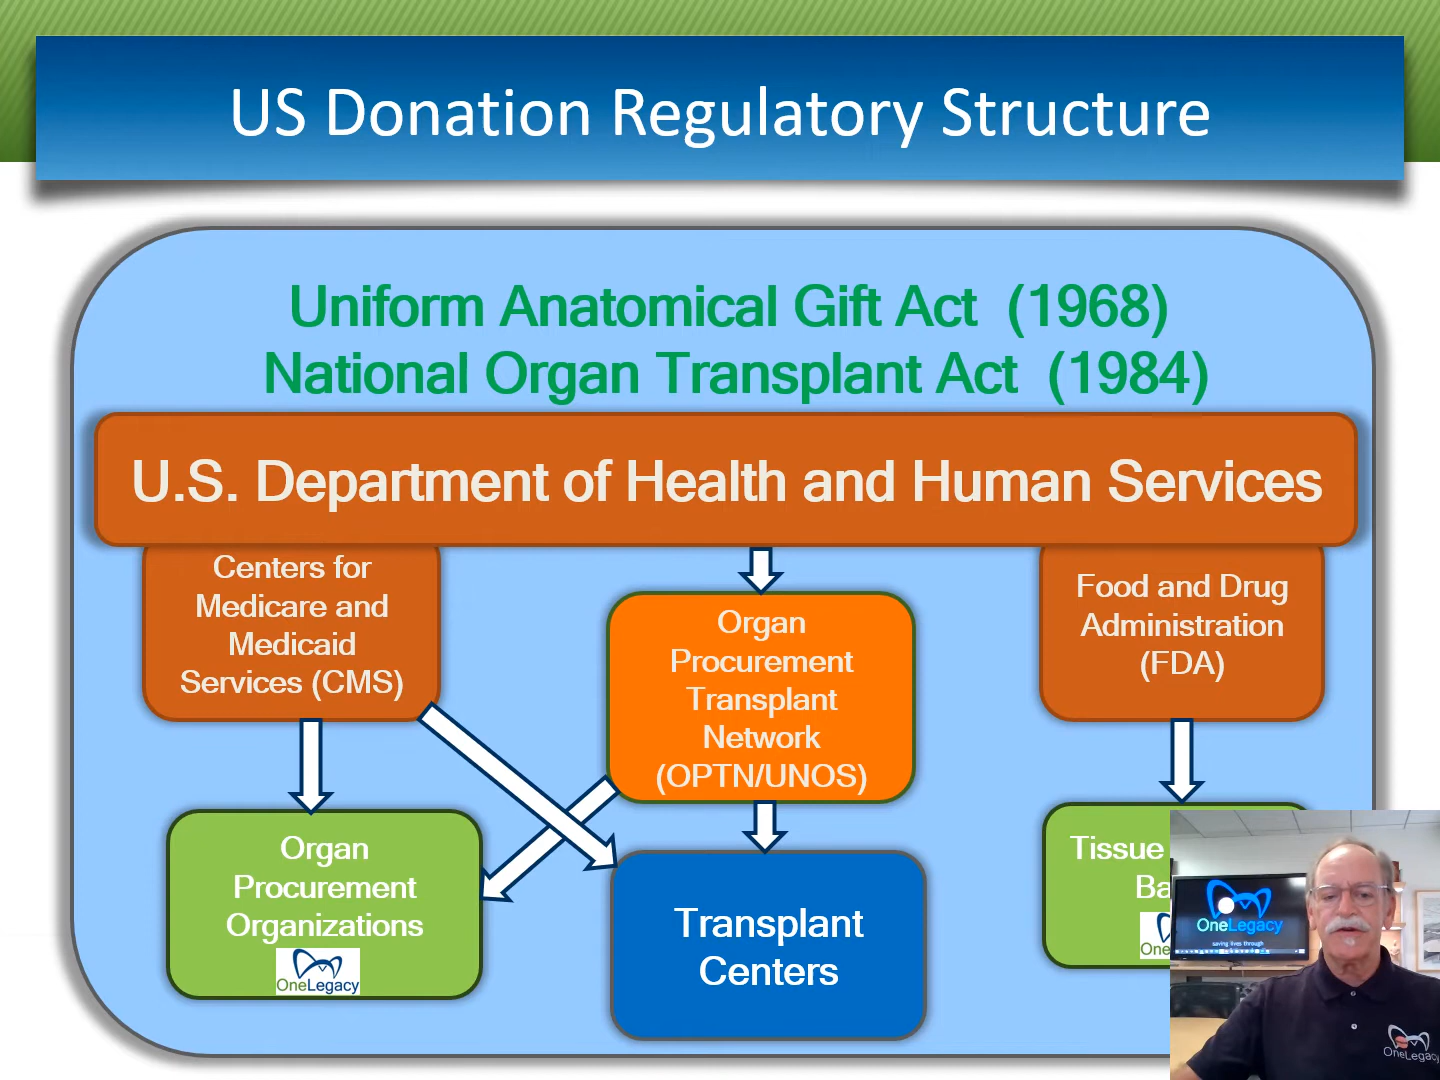 US Donation Regulatory Structure
Uniform Anatomical Gift Act (1968)
National Organ Transplant Act (1984)
U.S. Department of Health and Human Services
Centers for
Medicare and
Medicaid
Services (CMS)
Organ
Procurement
Transplant
Network
(OPTN/UNOS)
Food and Drug
Administration
(FDA)
Organ
Procurement
Organizations
OneLegacy
Transplant
Centers
Tissue
Ba
One
OneLegacy
saving lives through
OneLegacy